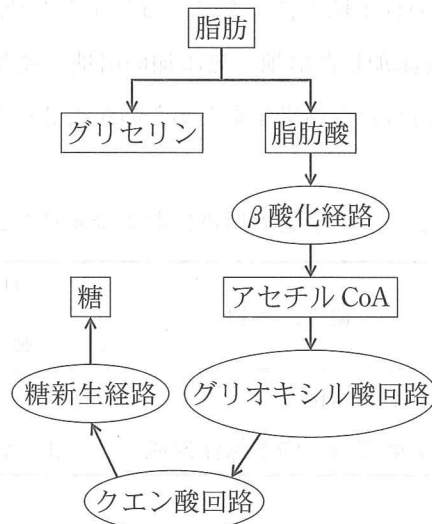 脂肪
グリセリン
脂肪酸
β酸化経路
糖
アセチルCoA
糖新生経路
グリオキシル酸回路
クエン酸回路